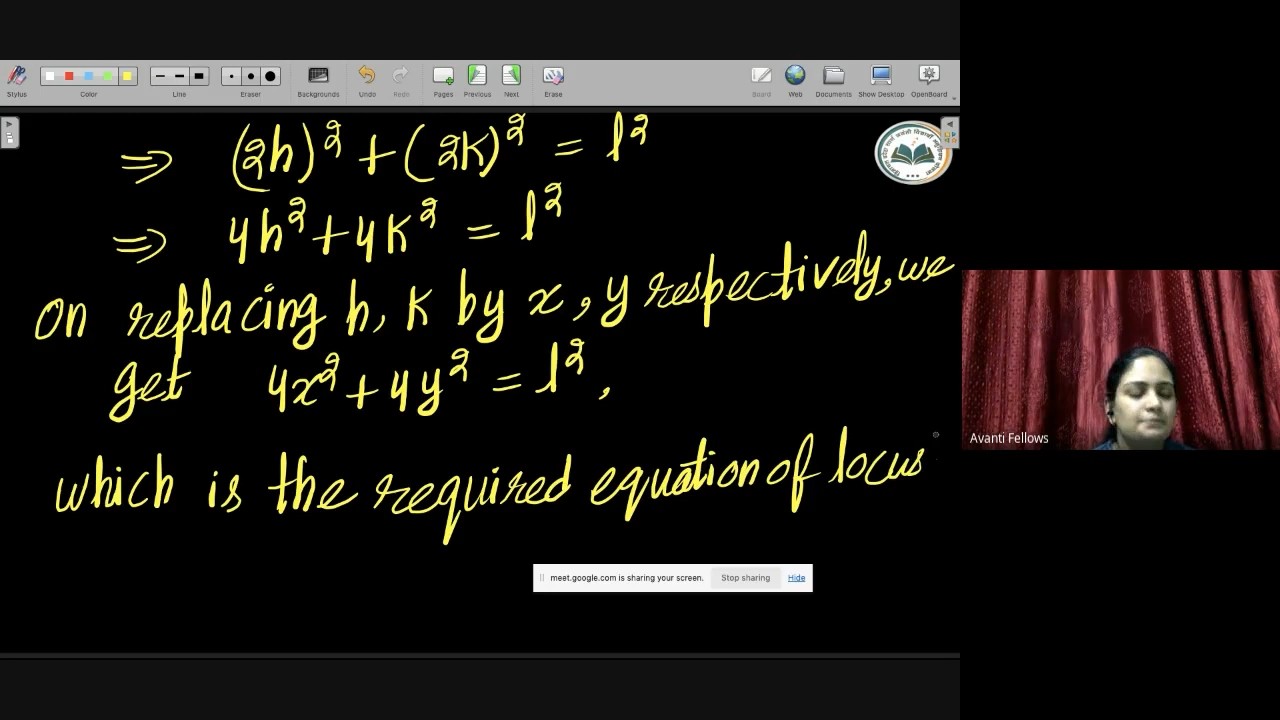 Stylus Color Line Eraser Backgrounds Undo Redo Pages Previous Next Erase Board Web Documents Show Desktop OpenBoard
⇒ (2h)² + (2k)² = l²
⇒ 4h² + 4k² = l²
On replacing h, k by x, y respectively, we
get 4x² + 4y² = l²,
which is the required equation of locus
Avanti Fellows
meet.google.com is sharing your screen. Stop sharing Hide